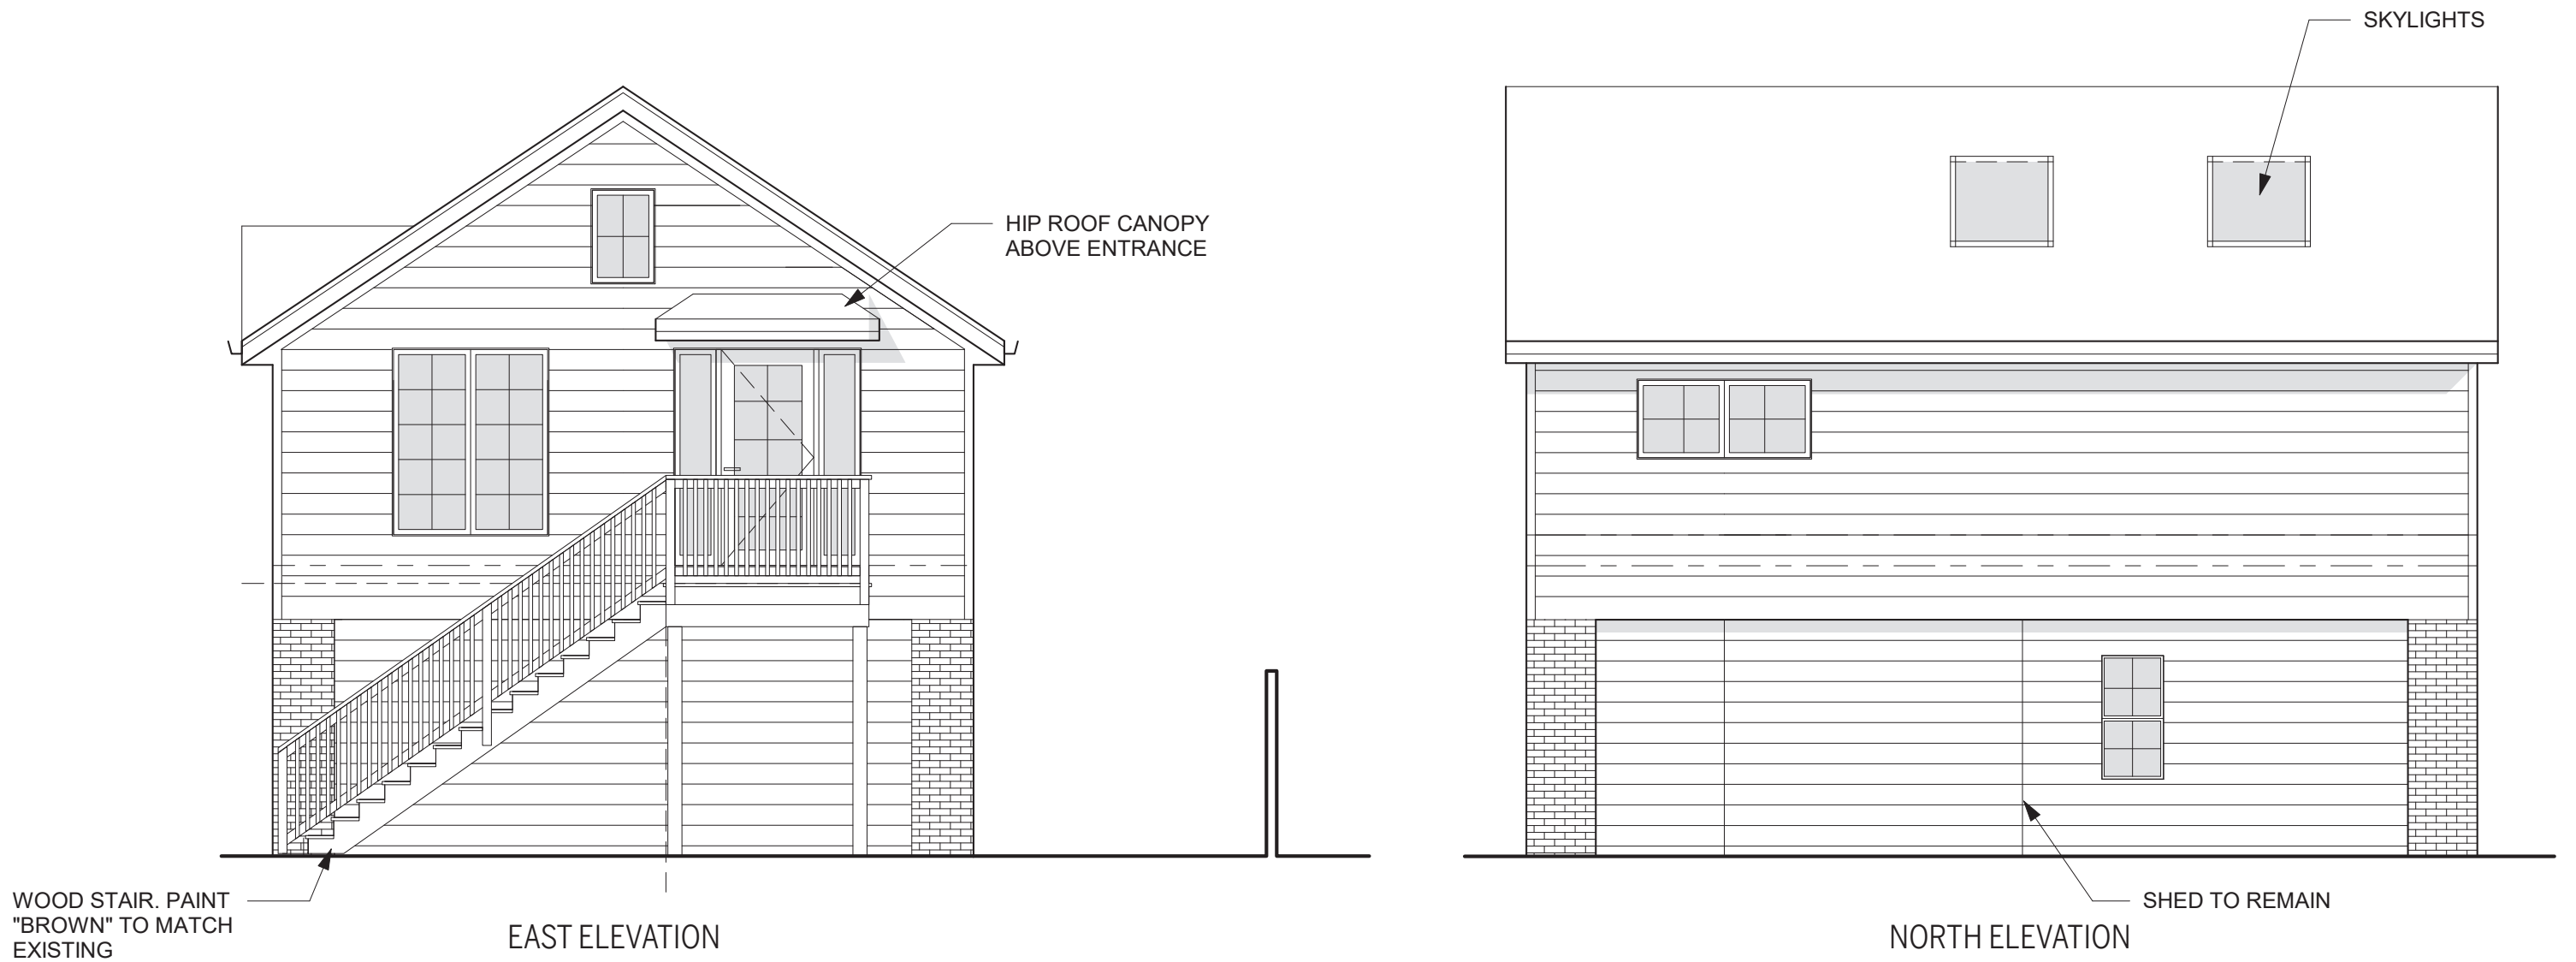 SKYLIGHTS
HIP ROOF CANOPY
ABOVE ENTRANCE
WOOD STAIR. PAINT
"BROWN" TO MATCH
EXISTING
EAST ELEVATION
SHED TO REMAIN
NORTH ELEVATION